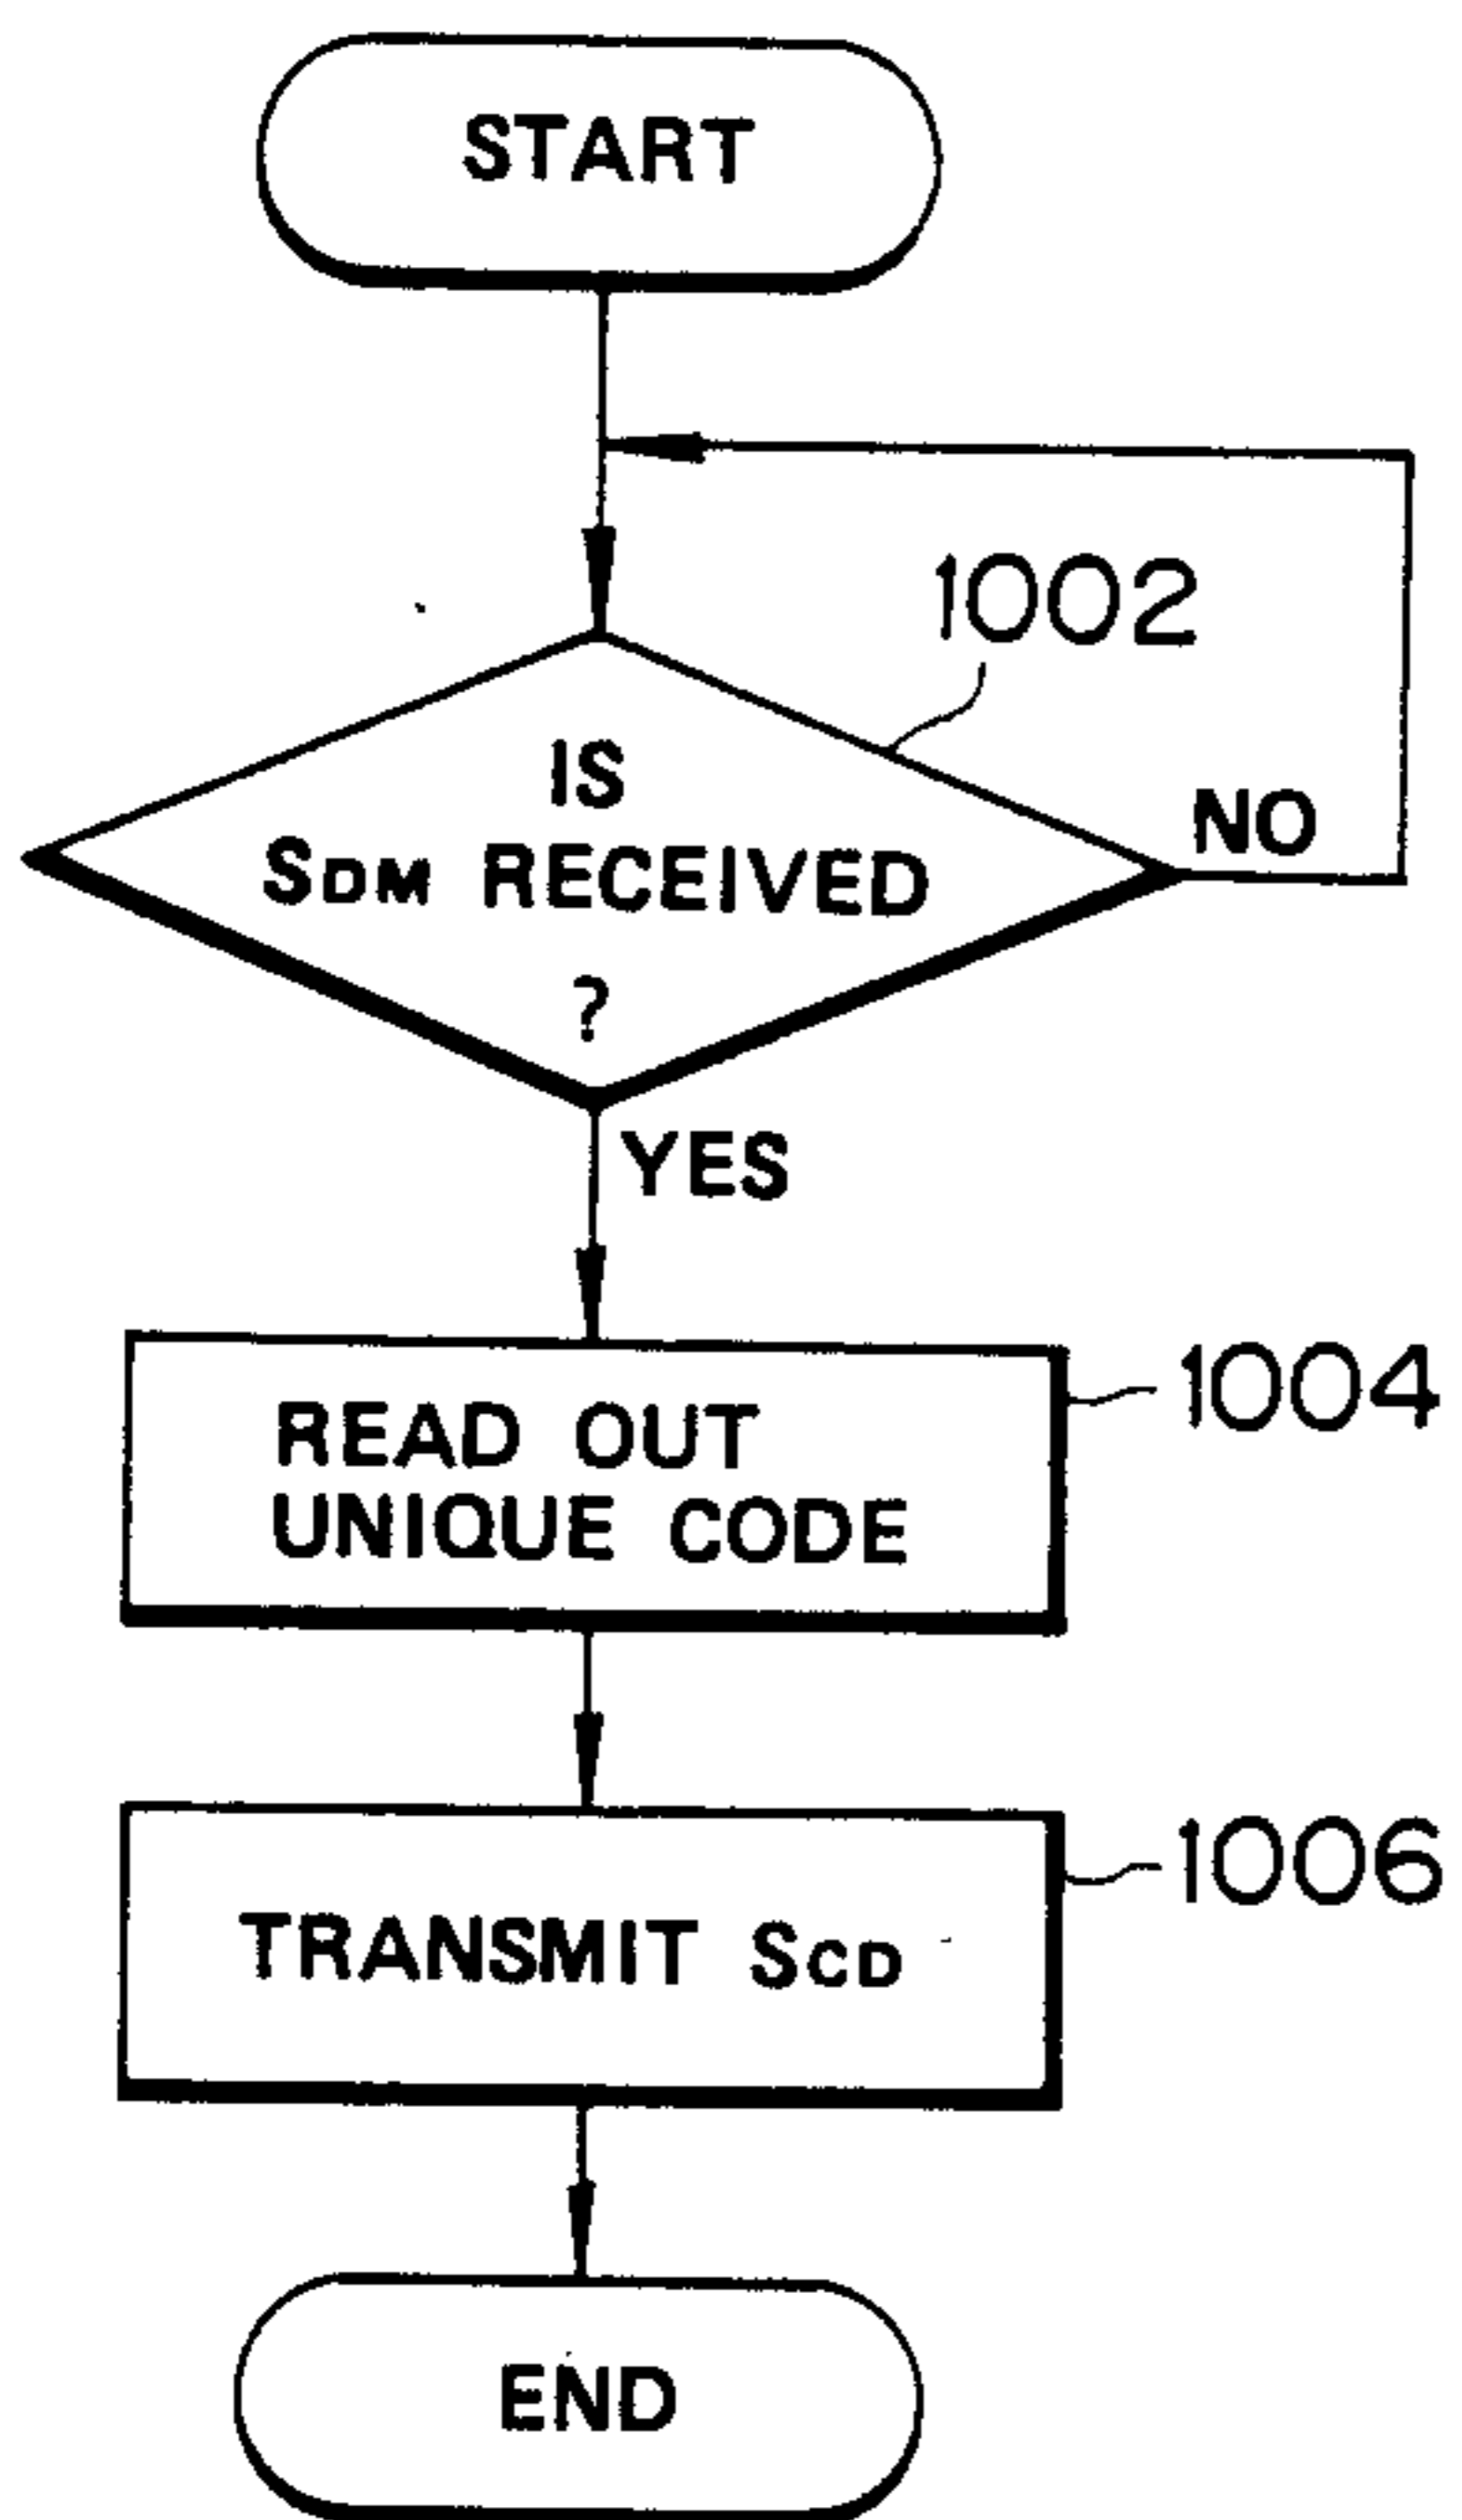 START
1002
IS
SDM RECEIVED
?
NO
YES
READ OUT
UNIQUE CODE
1004
TRANSMIT SCD
1006
END